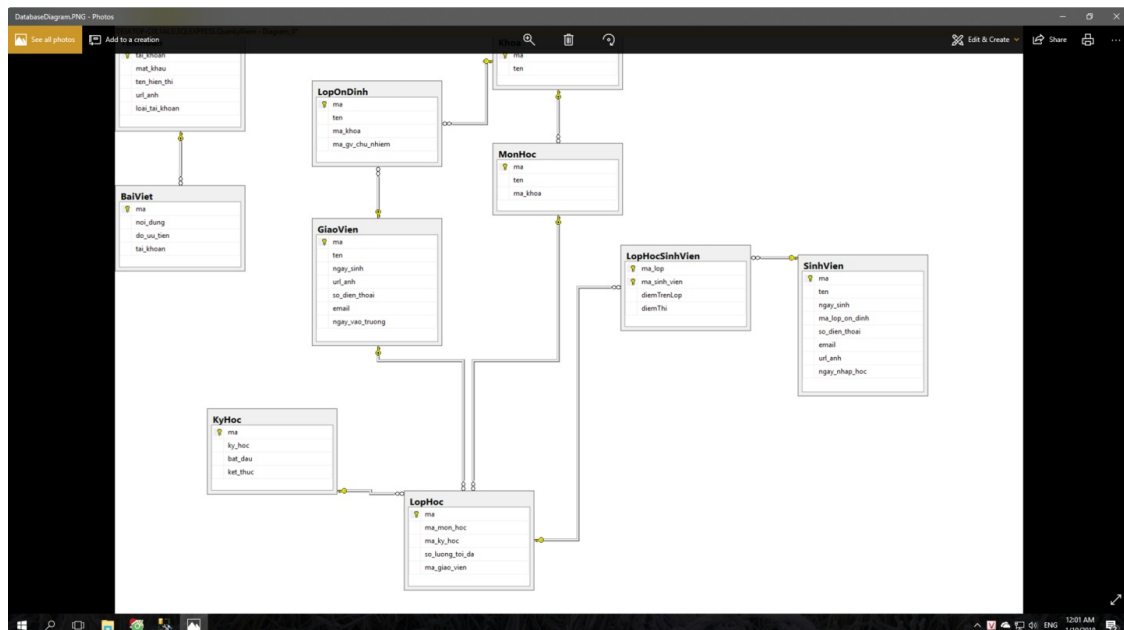 DatabaseDiagram.PNG - Photos
See all photos
Add to a creation
Edit & Create
Share
tai_khoan
mat_khau
ten_hien_thi
url_anh
loai_tai_khoan
BaiViet
ma
noi_dung
do_uu_tien
tai_khoan
LopOnDinh
ma
ten
ma_khoa
ma_gv_chu_nhiem
GiaoVien
ma
ten
ngay_sinh
url_anh
so_dien_thoai
email
ngay_vao_truong
Khoa
ma
ten
MonHoc
ma
ten
ma_khoa
LopHocSinhVien
ma_lop
ma_sinh_vien
diemTrenLop
diemThi
SinhVien
ma
ten
ngay_sinh
ma_lop_on_dinh
so_dien_thoai
email
url_anh
ngay_nhap_hoc
KyHoc
ma
ky_hoc
bat_dau
ket_thuc
LopHoc
ma
ma_mon_hoc
ma_ky_hoc
so_luong_toi_da
ma_giao_vien
ENG
12:01 AM